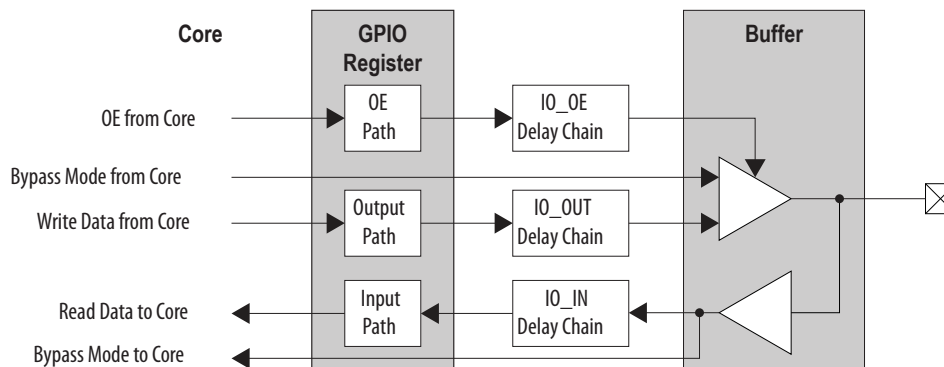 Core
GPIO
Register
Buffer
OE from Core
OE
Path
IO_OE
Delay Chain
Bypass Mode from Core
Write Data from Core
Output
Path
IO_OUT
Delay Chain
Read Data to Core
Input
Path
IO_IN
Delay Chain
Bypass Mode to Core